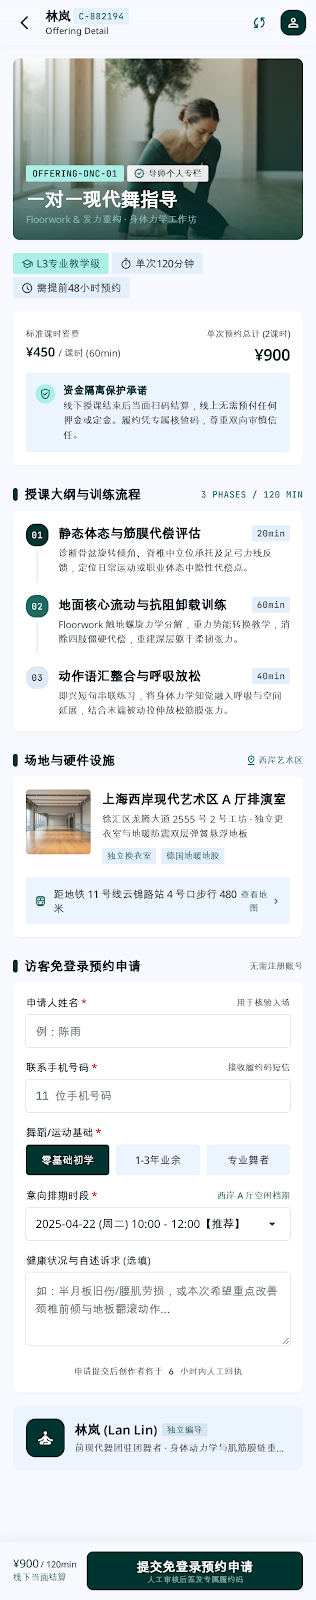 林岚 C-882194
Offering Detail
OFFERING-DNC-01 导师个人专栏
一对一现代舞指导
Floorwork & 发力重构 · 身体力学工作坊
L3专业教学级 单次120分钟
需提前48小时预约
标准课时资费 单次预约总计 (2课时)
¥450 / 课时 (60min) ¥900
资金隔离保护承诺
线下授课结束后当面扫码结算，线上无需预付任何
押金或定金。履约凭专属核验码，尊重双向审慎信
任。
授课大纲与训练流程 3 PHASES / 120 MIN
01 静态体态与筋膜代偿评估 20min
诊断骨盆旋转倾角、脊椎中立位承托及足弓力线反
馈，定位日常运动或职业体态中隐性代偿点。
02 地面核心流动与抗阻卸载训练 60min
Floorwork 触地螺旋力学分解，重力势能转换教学，消
除四肢僵硬代偿，重建深层躯干柔韧张力。
03 动作语汇整合与呼吸放松 40min
即兴短句串联练习，将身体力学知觉融入呼吸与空间
延展，结合末端被动拉伸放松筋膜张力。
场地与硬件设施 西岸艺术区
上海西岸现代艺术区 A 厅排演室
徐汇区龙腾大道 2555 号 2 号工坊 · 独立更
衣室与地暖防震双层弹簧悬浮地板
独立换衣室 德国地暖地胶
距地铁 11 号线云锦路站 4 号口步行 480 查看地
米 图
访客免登录预约申请 无需注册账号
申请人姓名 * 用于核验入场
例：陈雨
联系手机号码 * 接收履约码短信
11 位手机号码
舞蹈/运动基础 *
零基础初学 1-3年业余 专业舞者
意向排期时段 * 西岸 A 厅空闲档期
2025-04-22 (周二) 10:00 - 12:00【推荐】
健康状况与自述诉求 (选填)
如：半月板旧伤/腰肌劳损，或本次希望重点改善
颈椎前倾与地板翻滚动作...
申请提交后创作者将于 6 小时内人工回执
林岚 (Lan Lin) 独立编导
前现代舞团驻团舞者 · 身体动力学与肌筋膜链重...
¥900 / 120min
线下当面结算
提交免登录预约申请
人工审核后签发专属履约码